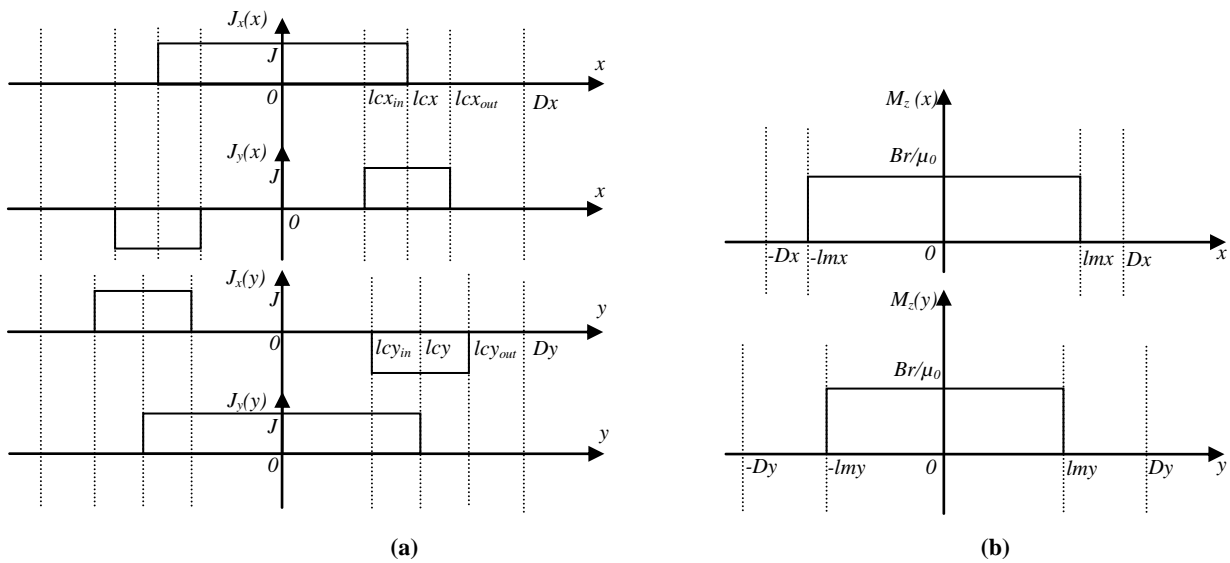 Jx(x)
J
x
0
lcxin
lcx
lcxout
Dx
Jy(x)
J
x
0
Jx(y)
J
y
0
lcyin
lcy
lcyout
Dy
Jy(y)
J
y
0
(a)
Mz (x)
Br/μ0
0
-Dx
-lmx
lmx
Dx
x
Mz(y)
Br/μ0
-Dy
-lmy
0
lmy
Dy
y
(b)